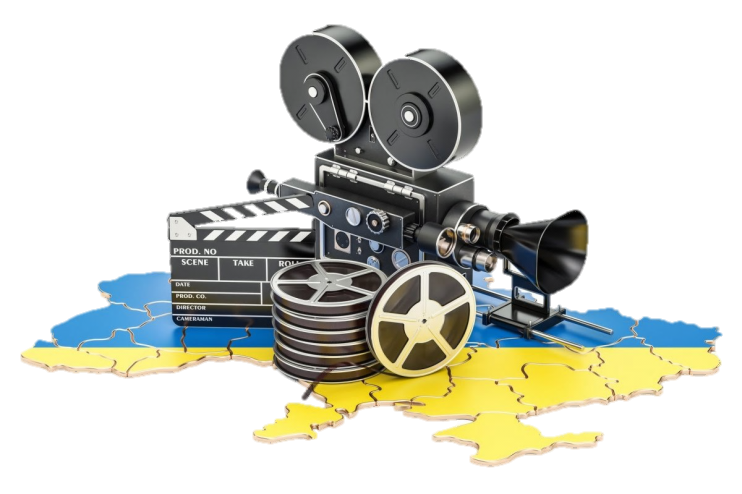 PROD. NO
SCENE
TAKE
ROLL
DATE
PROD. CO.
DIRECTOR
CAMERAMAN